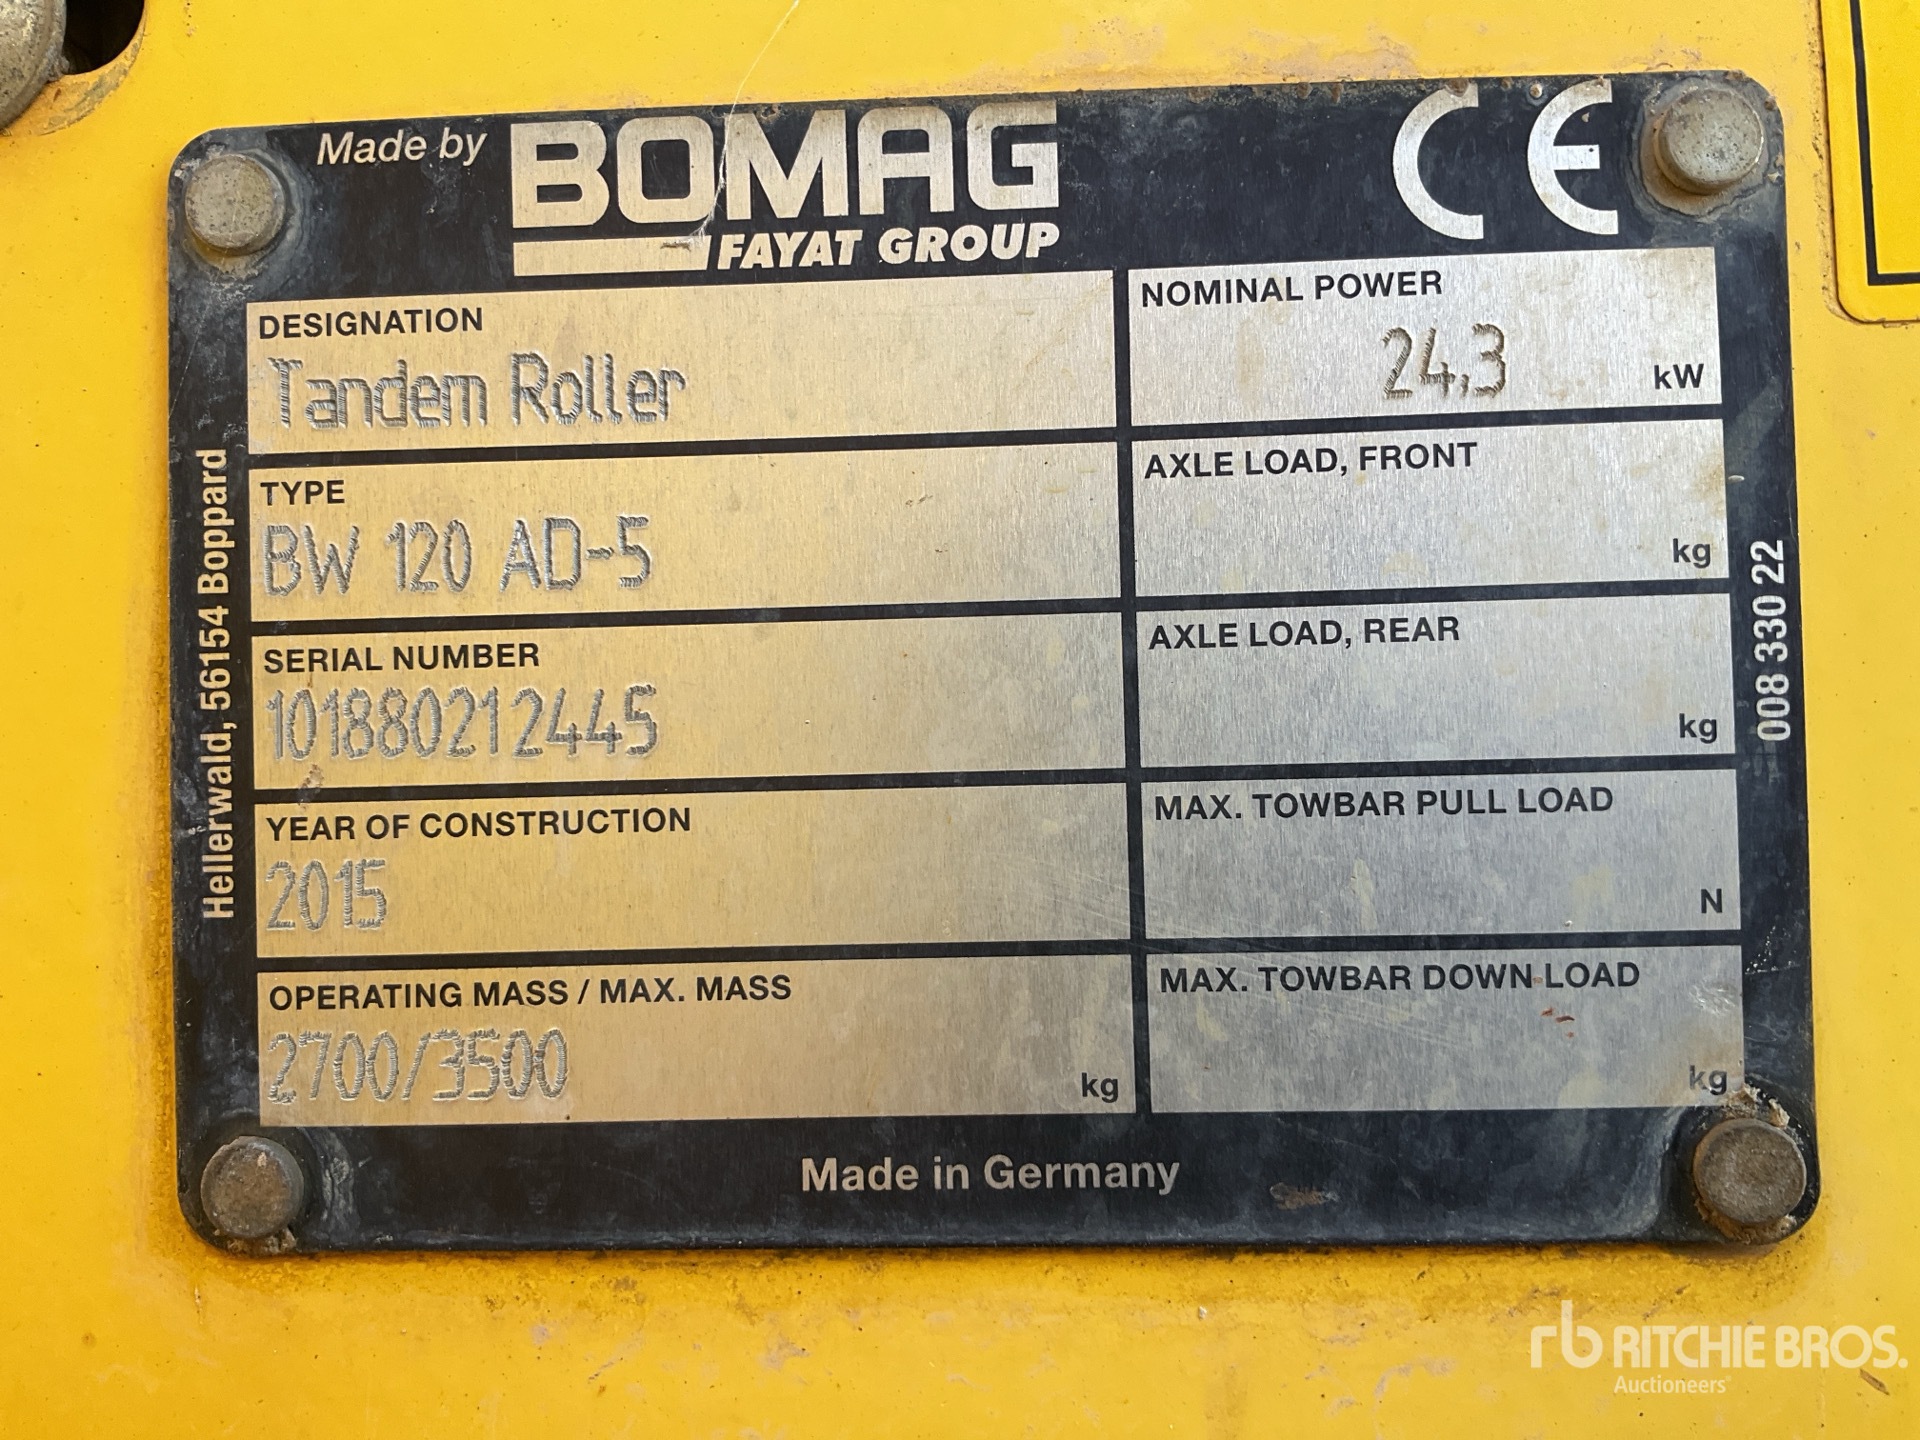 Made by BOMAG
FAYAT GROUP
CE
DESIGNATION
Tandem Roller
TYPE
BW 120 AD-5
SERIAL NUMBER
101880212445
YEAR OF CONSTRUCTION
2015
OPERATING MASS / MAX. MASS
2700/3500 kg
NOMINAL POWER
24,3 kW
AXLE LOAD, FRONT
kg
AXLE LOAD, REAR
kg
MAX. TOWBAR PULL LOAD
N
MAX. TOWBAR DOWN LOAD
kg
Made in Germany
Hellerwald, 56154 Boppard
008 330 22
rb RITCHIE BROS.
Auctioneers